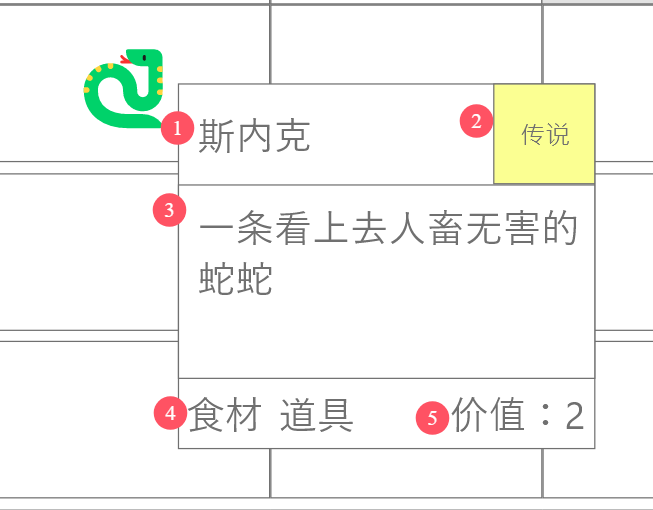 1 斯内克
2 传说
3 一条看上去人畜无害的
蛇蛇
4 食材 道具
5 价值：2